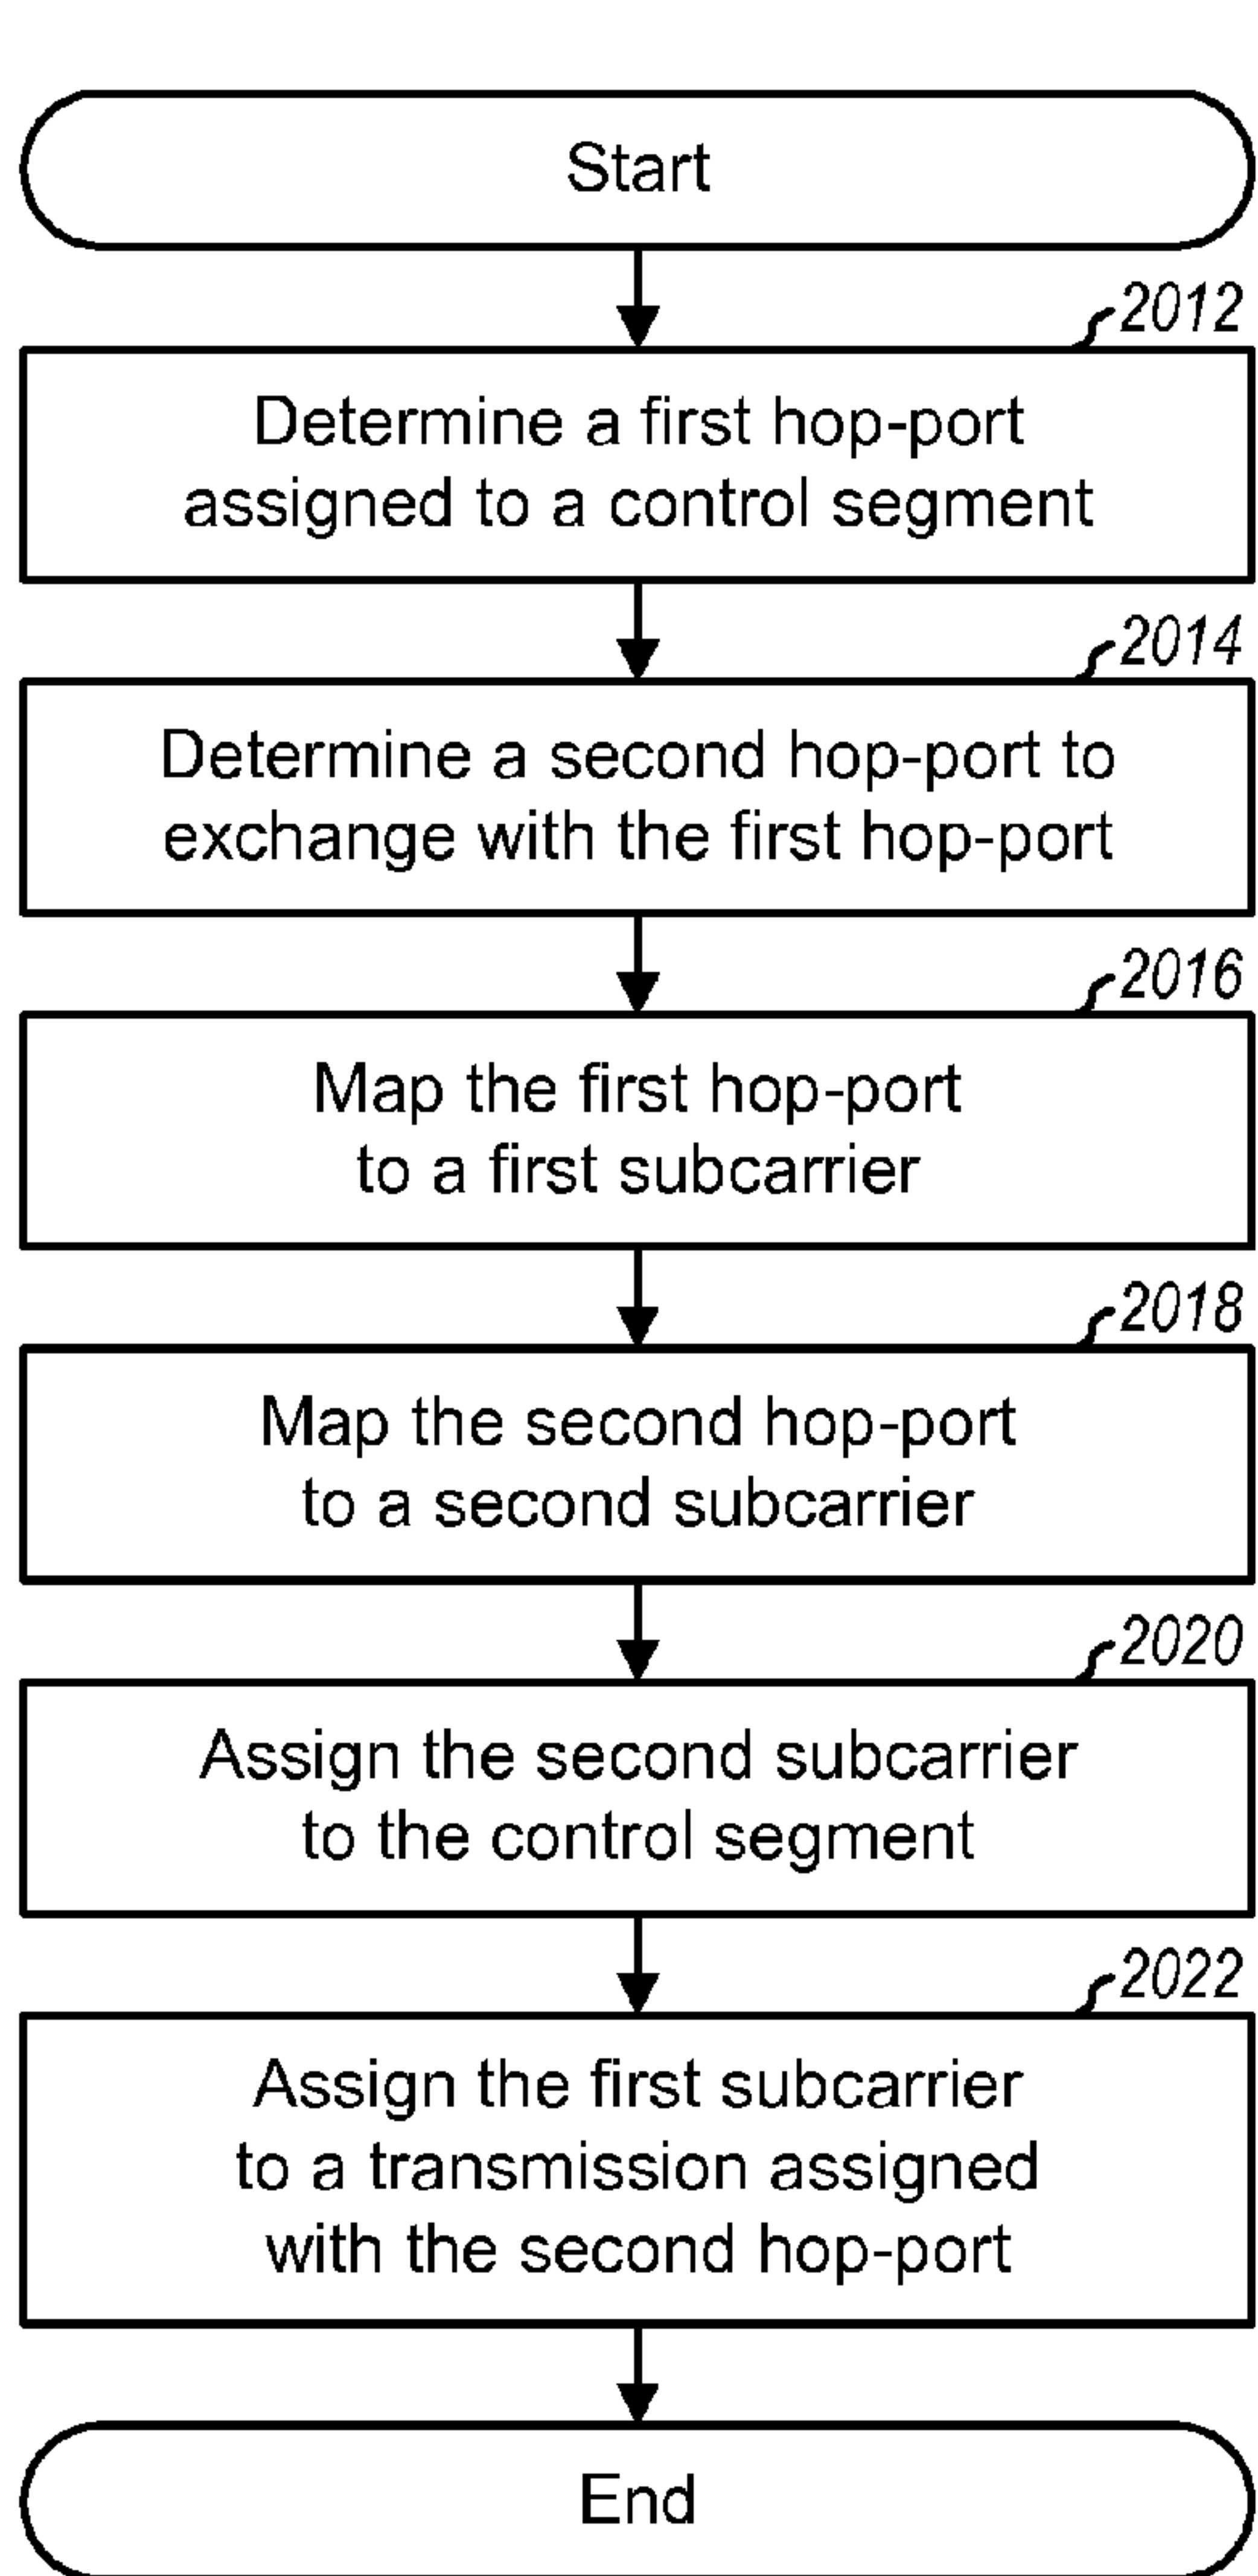 Start
2012
Determine a first hop-port
assigned to a control segment
2014
Determine a second hop-port to
exchange with the first hop-port
2016
Map the first hop-port
to a first subcarrier
2018
Map the second hop-port
to a second subcarrier
2020
Assign the second subcarrier
to the control segment
2022
Assign the first subcarrier
to a transmission assigned
with the second hop-port
End